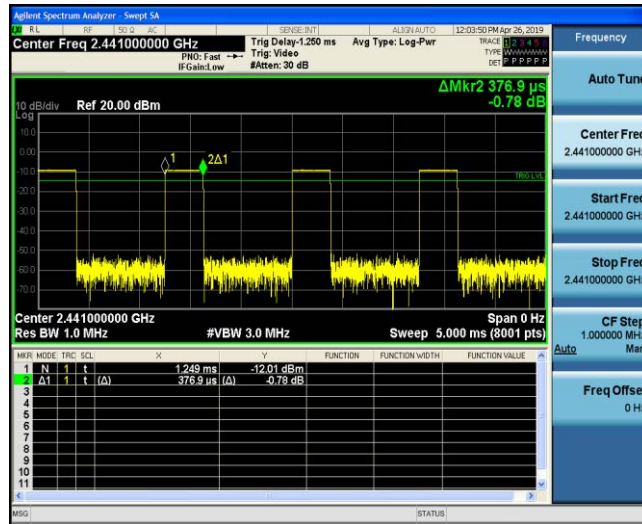 Agilent Spectrum Analyzer - Swept SA
RL RF 50 Ω AC SENSE:INT ALIGN AUTO 12:03:50 PM Apr 26, 2019
Center Freq 2.441000000 GHz
PNO: Fast
IFGain:Low
Trig Delay-1.250 ms
Trig: Video
#Atten: 30 dB
Avg Type: Log-Pwr
TRACE 1 2 3 4 5 6
TYPE
DET P P P P P P
Frequency
ΔMkr2 376.9 µs
-0.78 dB
10 dB/div Ref 20.00 dBm
Log
10.0
0.00
-10.0
-20.0
-30.0
-40.0
-50.0
-60.0
-70.0
1
2Δ1
TRIG LVL
Center 2.441000000 GHz Span 0 Hz
Res BW 1.0 MHz #VBW 3.0 MHz Sweep 5.000 ms (8001 pts)
MKR MODE TRC SCL X Y FUNCTION FUNCTION WIDTH FUNCTION VALUE
1 N 1 t 1.249 ms -12.01 dBm
2 Δ1 1 t (Δ) 376.9 µs (Δ) -0.78 dB
3
4
5
6
7
8
9
10
11
MSG STATUS
Auto Tune
Center Freq
2.441000000 GHz
Start Freq
2.441000000 GHz
Stop Freq
2.441000000 GHz
CF Step
1.000000 MHz
Auto Man
Freq Offset
0 Hz